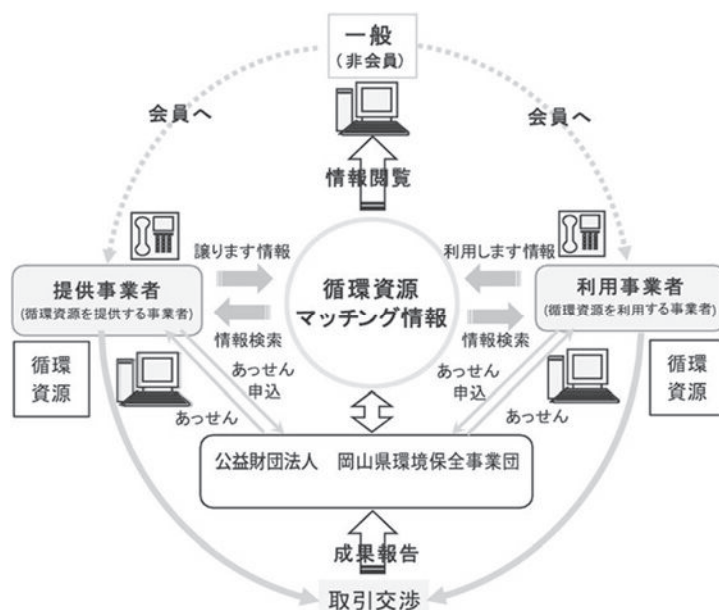 一般
(非会員)
会員へ
会員へ
情報閲覧
譲ります情報
利用します情報
提供事業者
(循環資源を提供する事業者)
循環資源
マッチング情報
利用事業者
(循環資源を利用する事業者)
情報検索
情報検索
循環
資源
あっせん
申込
あっせん
あっせん
申込
あっせん
循環
資源
公益財団法人 岡山県環境保全事業団
成果報告
取引交渉